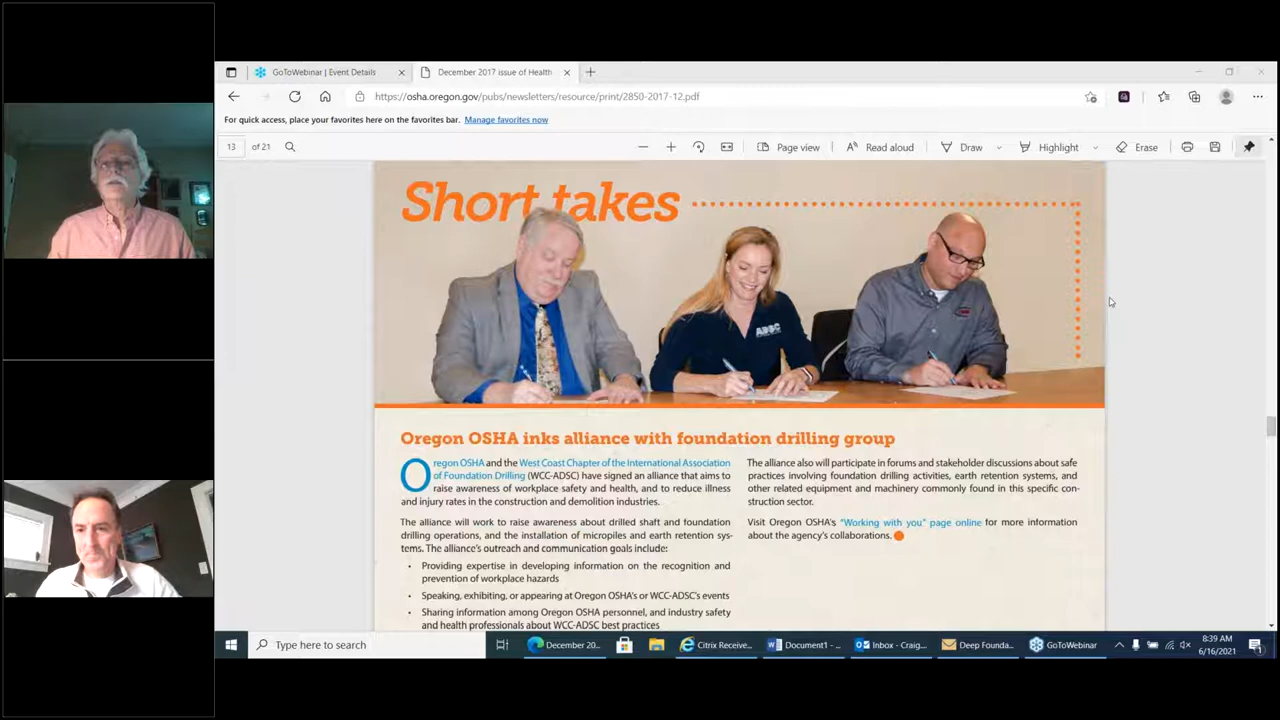 GoToWebinar | Event Details
December 2017 issue of Health
https://osha.oregon.gov/pubs/newsletters/resource/print/2850-2017-12.pdf
For quick access, place your favorites here on the favorites bar. Manage favorites now
13 of 21
Page view
Read aloud
Draw
Highlight
Erase
Short takes
ADSC
Oregon OSHA inks alliance with foundation drilling group
Oregon OSHA and the West Coast Chapter of the International Association
of Foundation Drilling (WCC-ADSC) have signed an alliance that aims to
raise awareness of workplace safety and health, and to reduce illness
and injury rates in the construction and demolition industries.
The alliance will work to raise awareness about drilled shaft and foundation
drilling operations, and the installation of micropiles and earth retention sys-
tems. The alliance's outreach and communication goals include:
• Providing expertise in developing information on the recognition and
prevention of workplace hazards
• Speaking, exhibiting, or appearing at Oregon OSHA's or WCC-ADSC's events
• Sharing information among Oregon OSHA personnel, and industry safety
and health professionals about WCC-ADSC best practices
The alliance also will participate in forums and stakeholder discussions about safe
practices involving foundation drilling activities, earth retention systems, and
other related equipment and machinery commonly found in this specific con-
struction sector.
Visit Oregon OSHA's "Working with you" page online for more information
about the agency's collaborations.
Type here to search
December 20...
Citrix Receive...
Document1 - ...
Inbox - Craig...
Deep Founda...
GoToWebinar
8:39 AM
6/16/2021